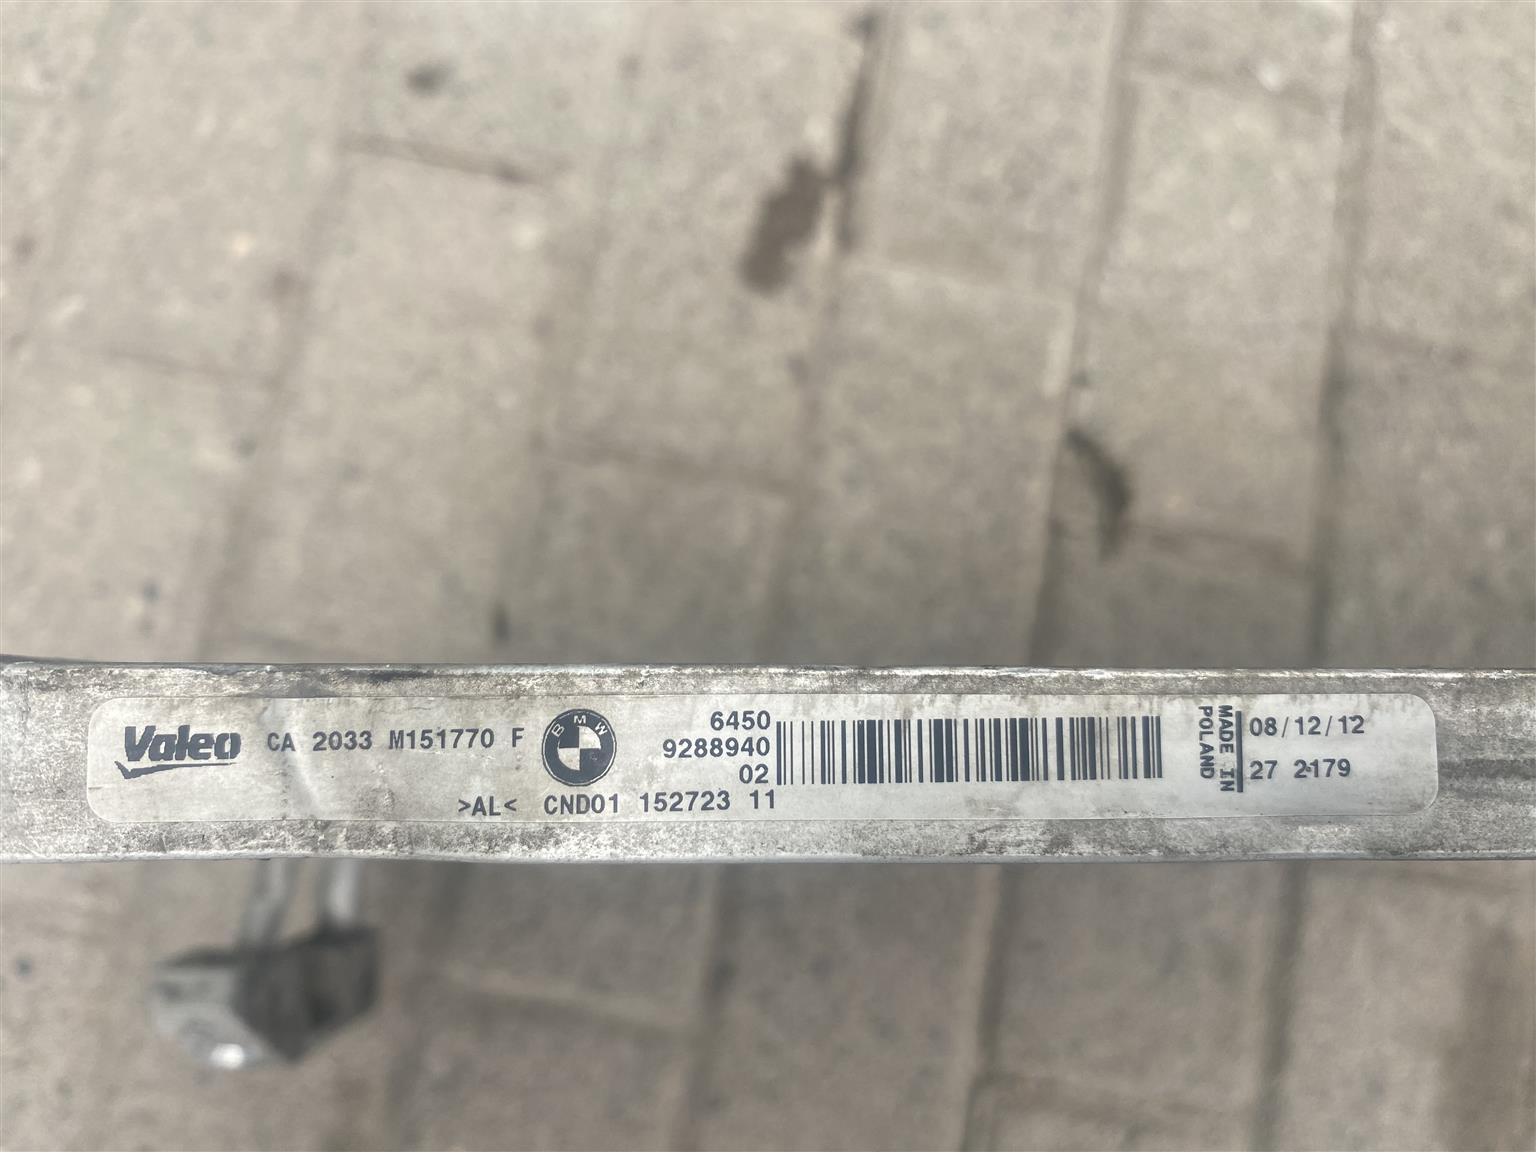 Valeo CA 2033 M151770 F
BMW
6450
9288940
02
>AL< CND01 152723 11
MADE IN
POLAND
08/12/12
27 2179